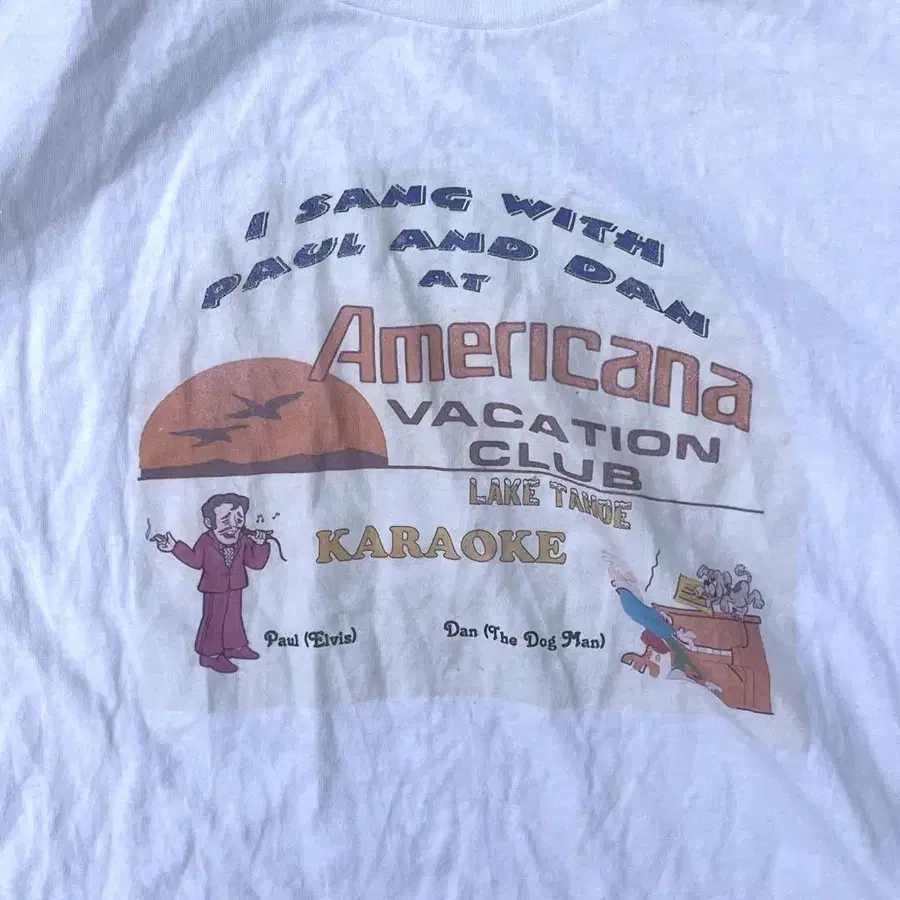 I SANG WITH
PAUL AND DAN
AT
Americana
VACATION
CLUB
LAKE TAHOE
KARAOKE
Paul (Elvis)
Dan (The Dog Man)